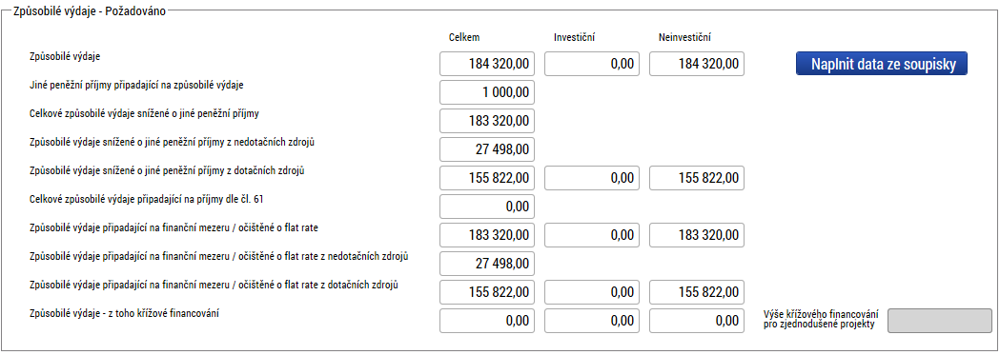 Způsobilé výdaje - Požadováno
Celkem Investiční Neinvestiční
Způsobilé výdaje 184 320,00 0,00 184 320,00 Naplnit data ze soupisky
Jiné peněžní příjmy připadající na způsobilé výdaje 1 000,00
Celkové způsobilé výdaje snížené o jiné peněžní příjmy 183 320,00
Způsobilé výdaje snížené o jiné peněžní příjmy z nedotačních zdrojů 27 498,00
Způsobilé výdaje snížené o jiné peněžní příjmy z dotačních zdrojů 155 822,00 0,00 155 822,00
Celkové způsobilé výdaje připadající na příjmy dle čl. 61 0,00
Způsobilé výdaje připadající na finanční mezeru / očištěné o flat rate 183 320,00 0,00 183 320,00
Způsobilé výdaje připadající na finanční mezeru / očištěné o flat rate z nedotačních zdrojů 27 498,00
Způsobilé výdaje připadající na finanční mezeru / očištěné o flat rate z dotačních zdrojů 155 822,00 0,00 155 822,00
Způsobilé výdaje - z toho křížové financování 0,00 0,00 0,00 Výše křížového financování
pro zjednodušené projekty